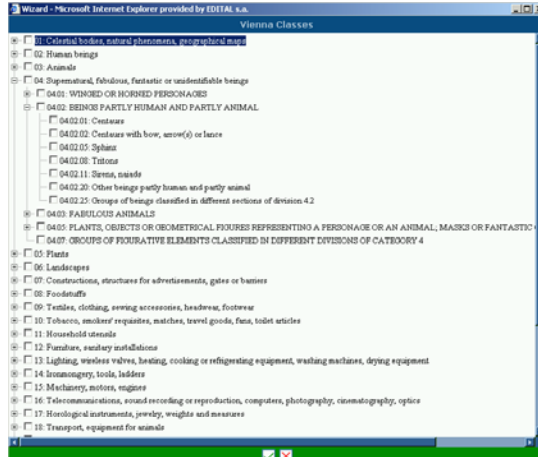 Wizard - Microsoft Internet Explorer provided by EDITAL s.a.
Vienna Classes
01: Celestial bodies, natural phenomena, geographical maps
02: Human beings
03: Animals
04: Supernatural, fabulous, fantastic or unidentifiable beings
04.01: WINGED OR HORNED PERSONAGES
04.02: BEINGS PARTLY HUMAN AND PARTLY ANIMAL
04.02.01: Centaurs
04.02.02: Centaurs with bow, arrow(s) or lance
04.02.05: Sphinx
04.02.08: Tritons
04.02.11: Sirens, naiads
04.02.20: Other beings partly human and partly animal
04.02.25: Groups of beings classified in different sections of division 4.2
04.03: FABULOUS ANIMALS
04.05: PLANTS, OBJECTS OR GEOMETRICAL FIGURES REPRESENTING A PERSONAGE OR AN ANIMAL; MASKS OR FANTASTIC
04.07: GROUPS OF FIGURATIVE ELEMENTS CLASSIFIED IN DIFFERENT DIVISIONS OF CATEGORY 4
05: Plants
06: Landscapes
07: Constructions, structures for advertisements, gates or barriers
08: Foodstuffs
09: Textiles, clothing, sewing accessories, headwear, footwear
10: Tobacco, smokers' requisites, matches, travel goods, fans, toilet articles
11: Household utensils
12: Furniture, sanitary installations
13: Lighting, wireless valves, heating, cooking or refrigerating equipment, washing machines, drying equipment
14: Ironmongery, tools, ladders
15: Machinery, motors, engines
16: Telecommunications, sound recording or reproduction, computers, photography, cinematography, optics
17: Horological instruments, jewelry, weights and measures
18: Transport, equipment for animals